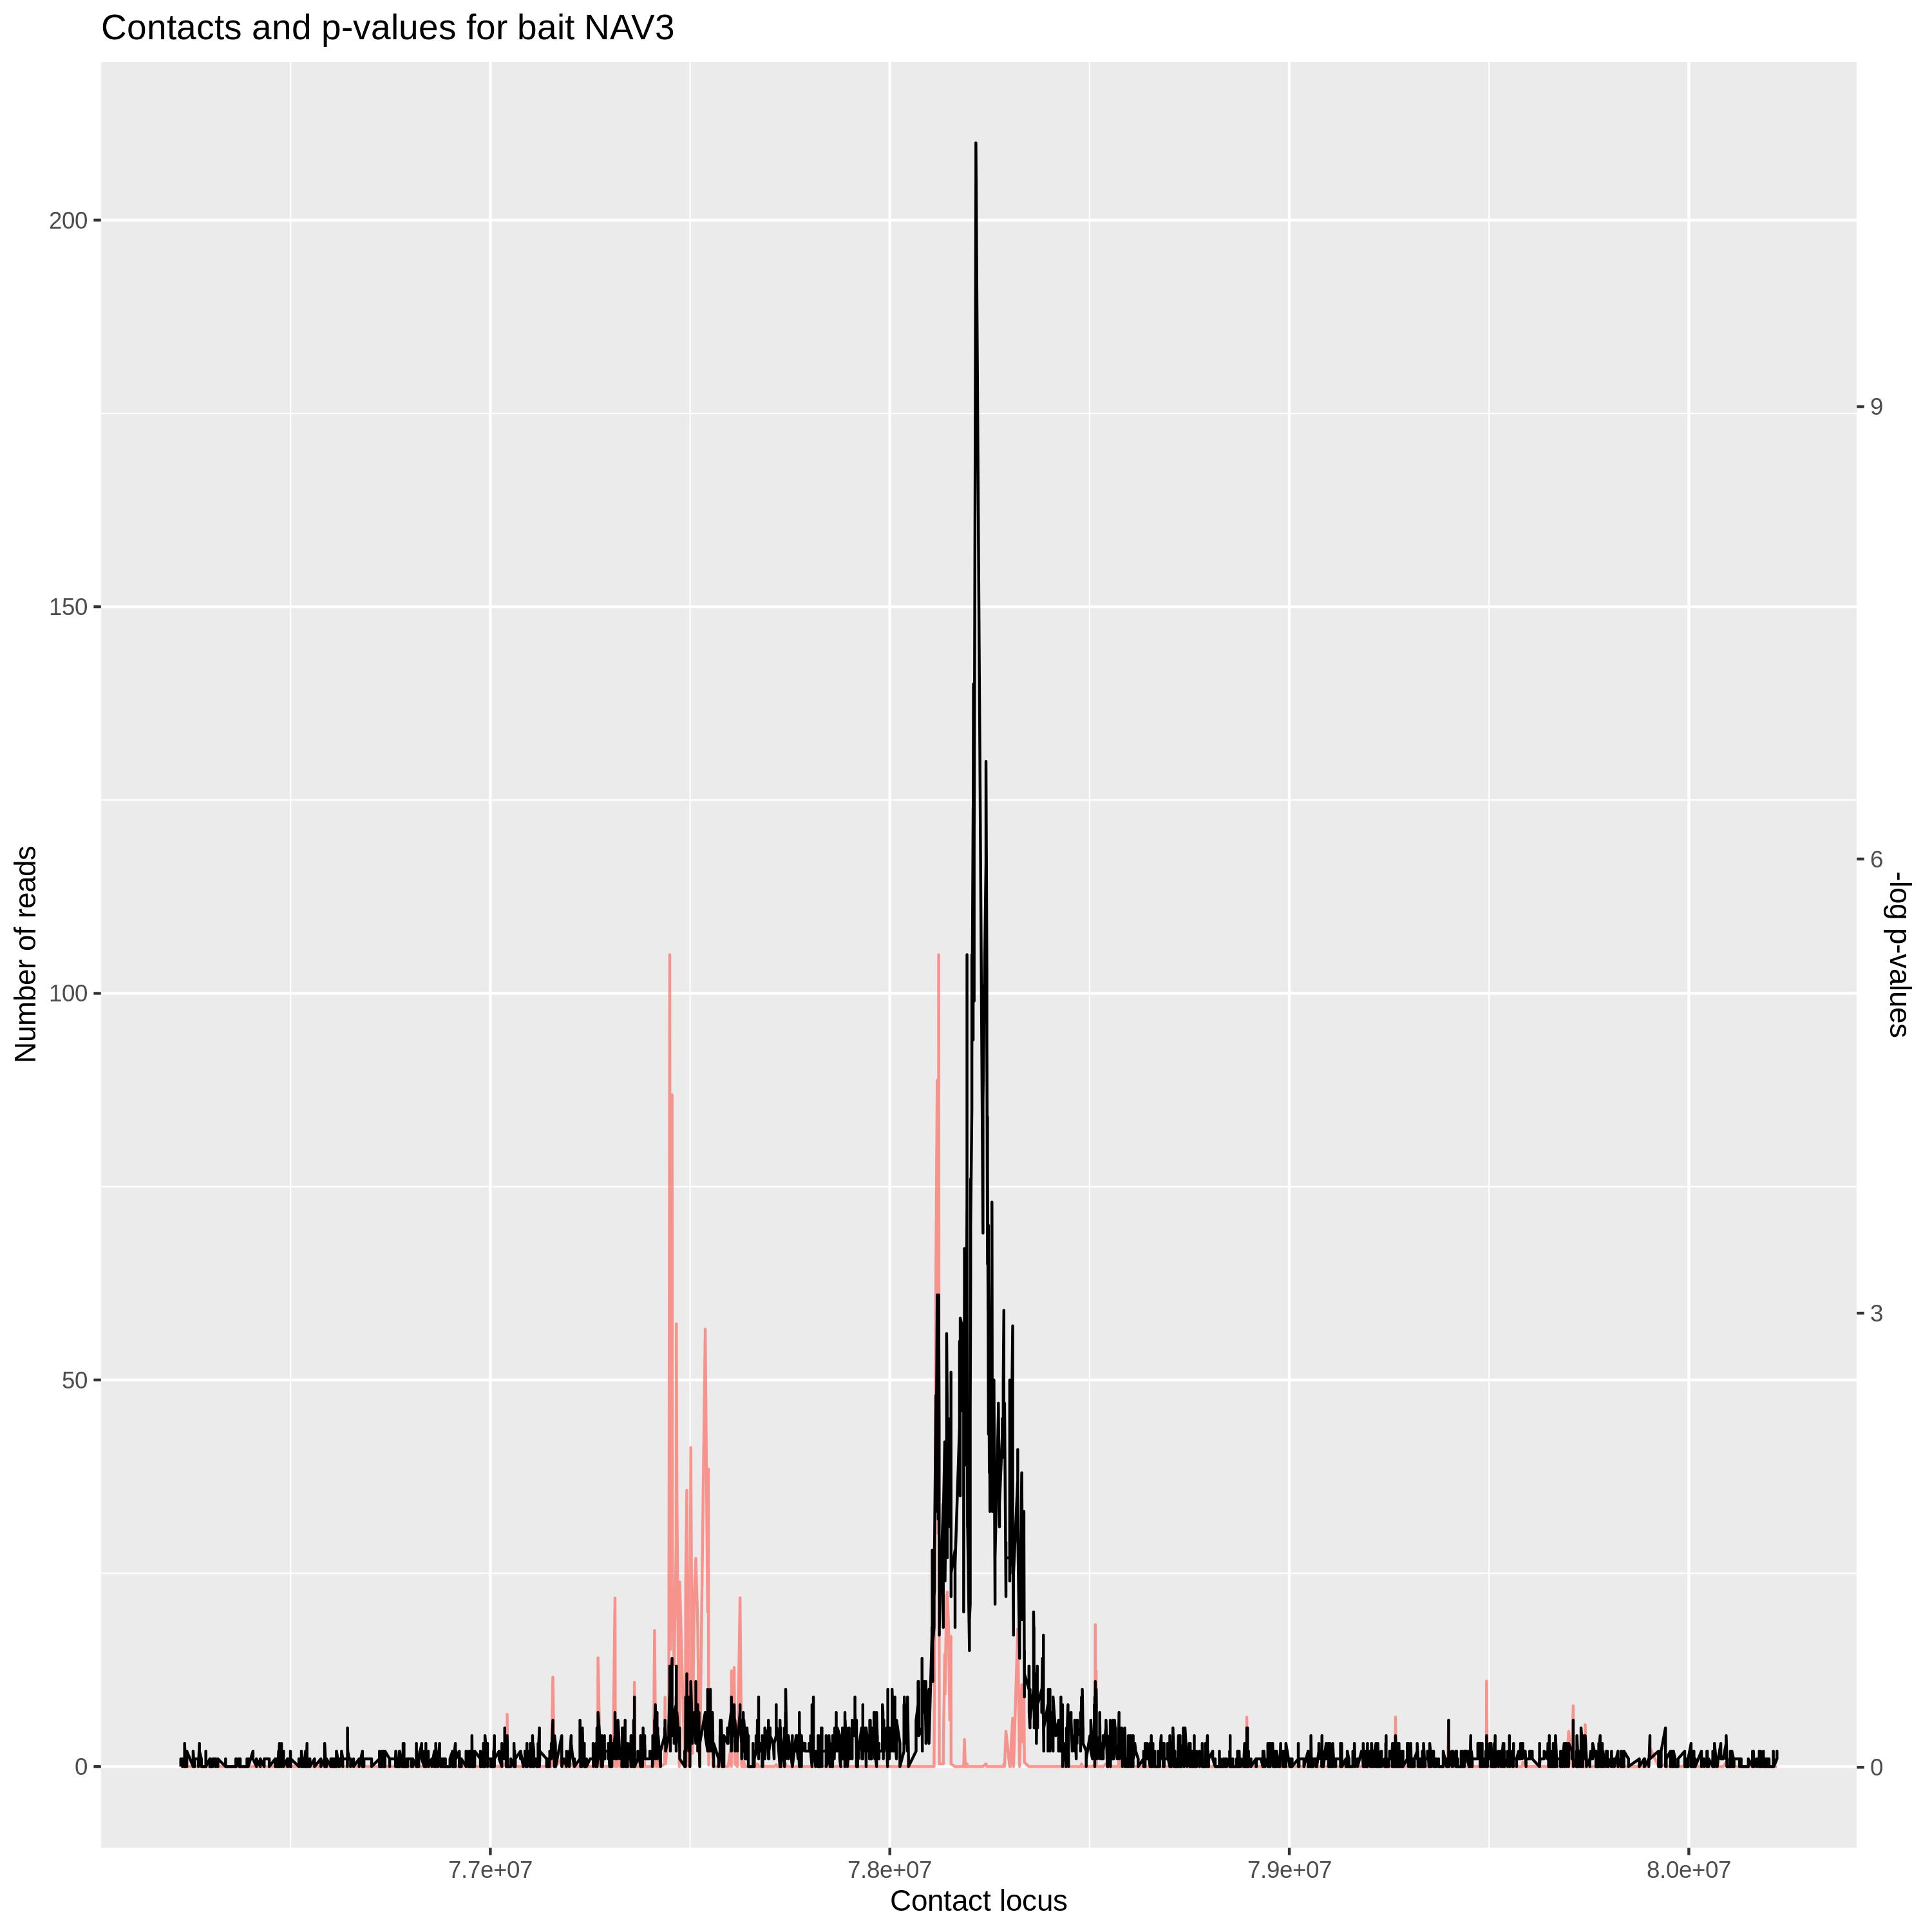 Contacts and p-values for bait NAV3
200
150
100
50
0
Number of reads
9
6
3
0
-log p-values
7.7e+07
7.8e+07
7.9e+07
8.0e+07
Contact locus